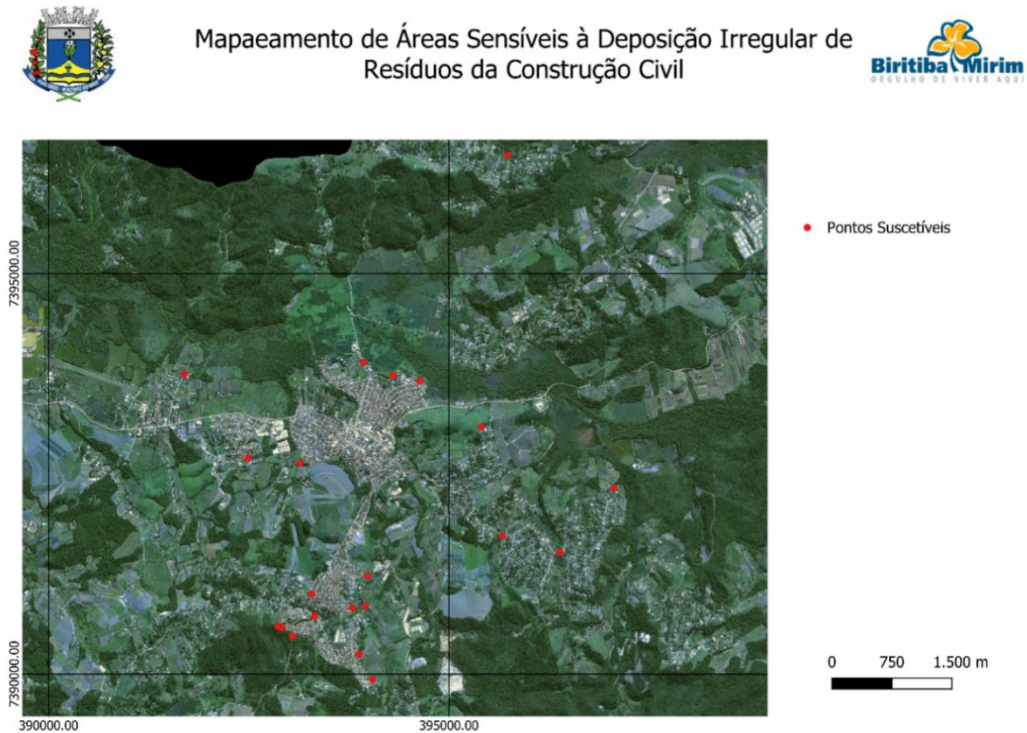 Mapaeamento de Áreas Sensíveis à Deposição Irregular de
Resíduos da Construção Civil
Biritiba Mirim
ORGULHO DE VIVER AQUI
Pontos Suscetíveis
7395000.00
7390000.00
0 750 1.500 m
390000.00 395000.00